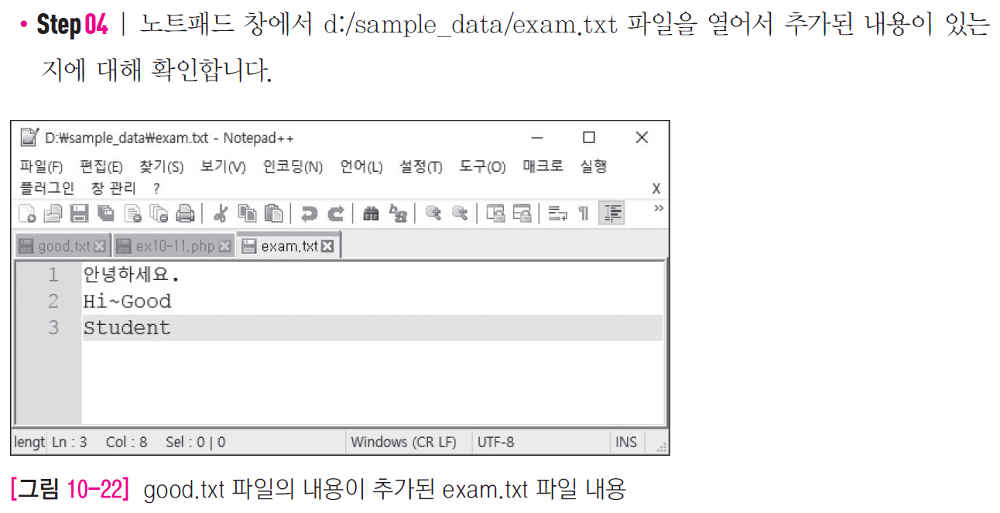 • Step 04 | 노트패드 창에서 d:/sample_data/exam.txt 파일을 열어서 추가된 내용이 있는
지에 대해 확인합니다.
D:₩sample_data₩exam.txt - Notepad++
파일(F) 편집(E) 찾기(S) 보기(V) 인코딩(N) 언어(L) 설정(T) 도구(O) 매크로 실행
플러그인 창 관리 ? X
good.txt ex10-11.php exam.txt
1 안녕하세요.
2 Hi~Good
3 Student
lengt Ln : 3 Col : 8 Sel : 0 | 0 Windows (CR LF) UTF-8 INS
[그림 10-22] good.txt 파일의 내용이 추가된 exam.txt 파일 내용